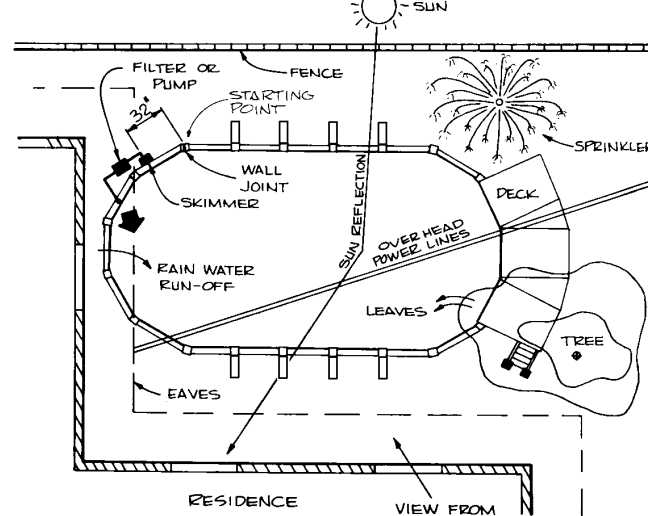 SUN
FILTER OR
PUMP
FENCE
32"
STARTING
POINT
SPRINKLER
WALL
JOINT
SKIMMER
DECK
SUN REFLECTION
OVERHEAD
POWER LINES
RAIN WATER
RUN-OFF
LEAVES
TREE
EAVES
RESIDENCE
VIEW FROM